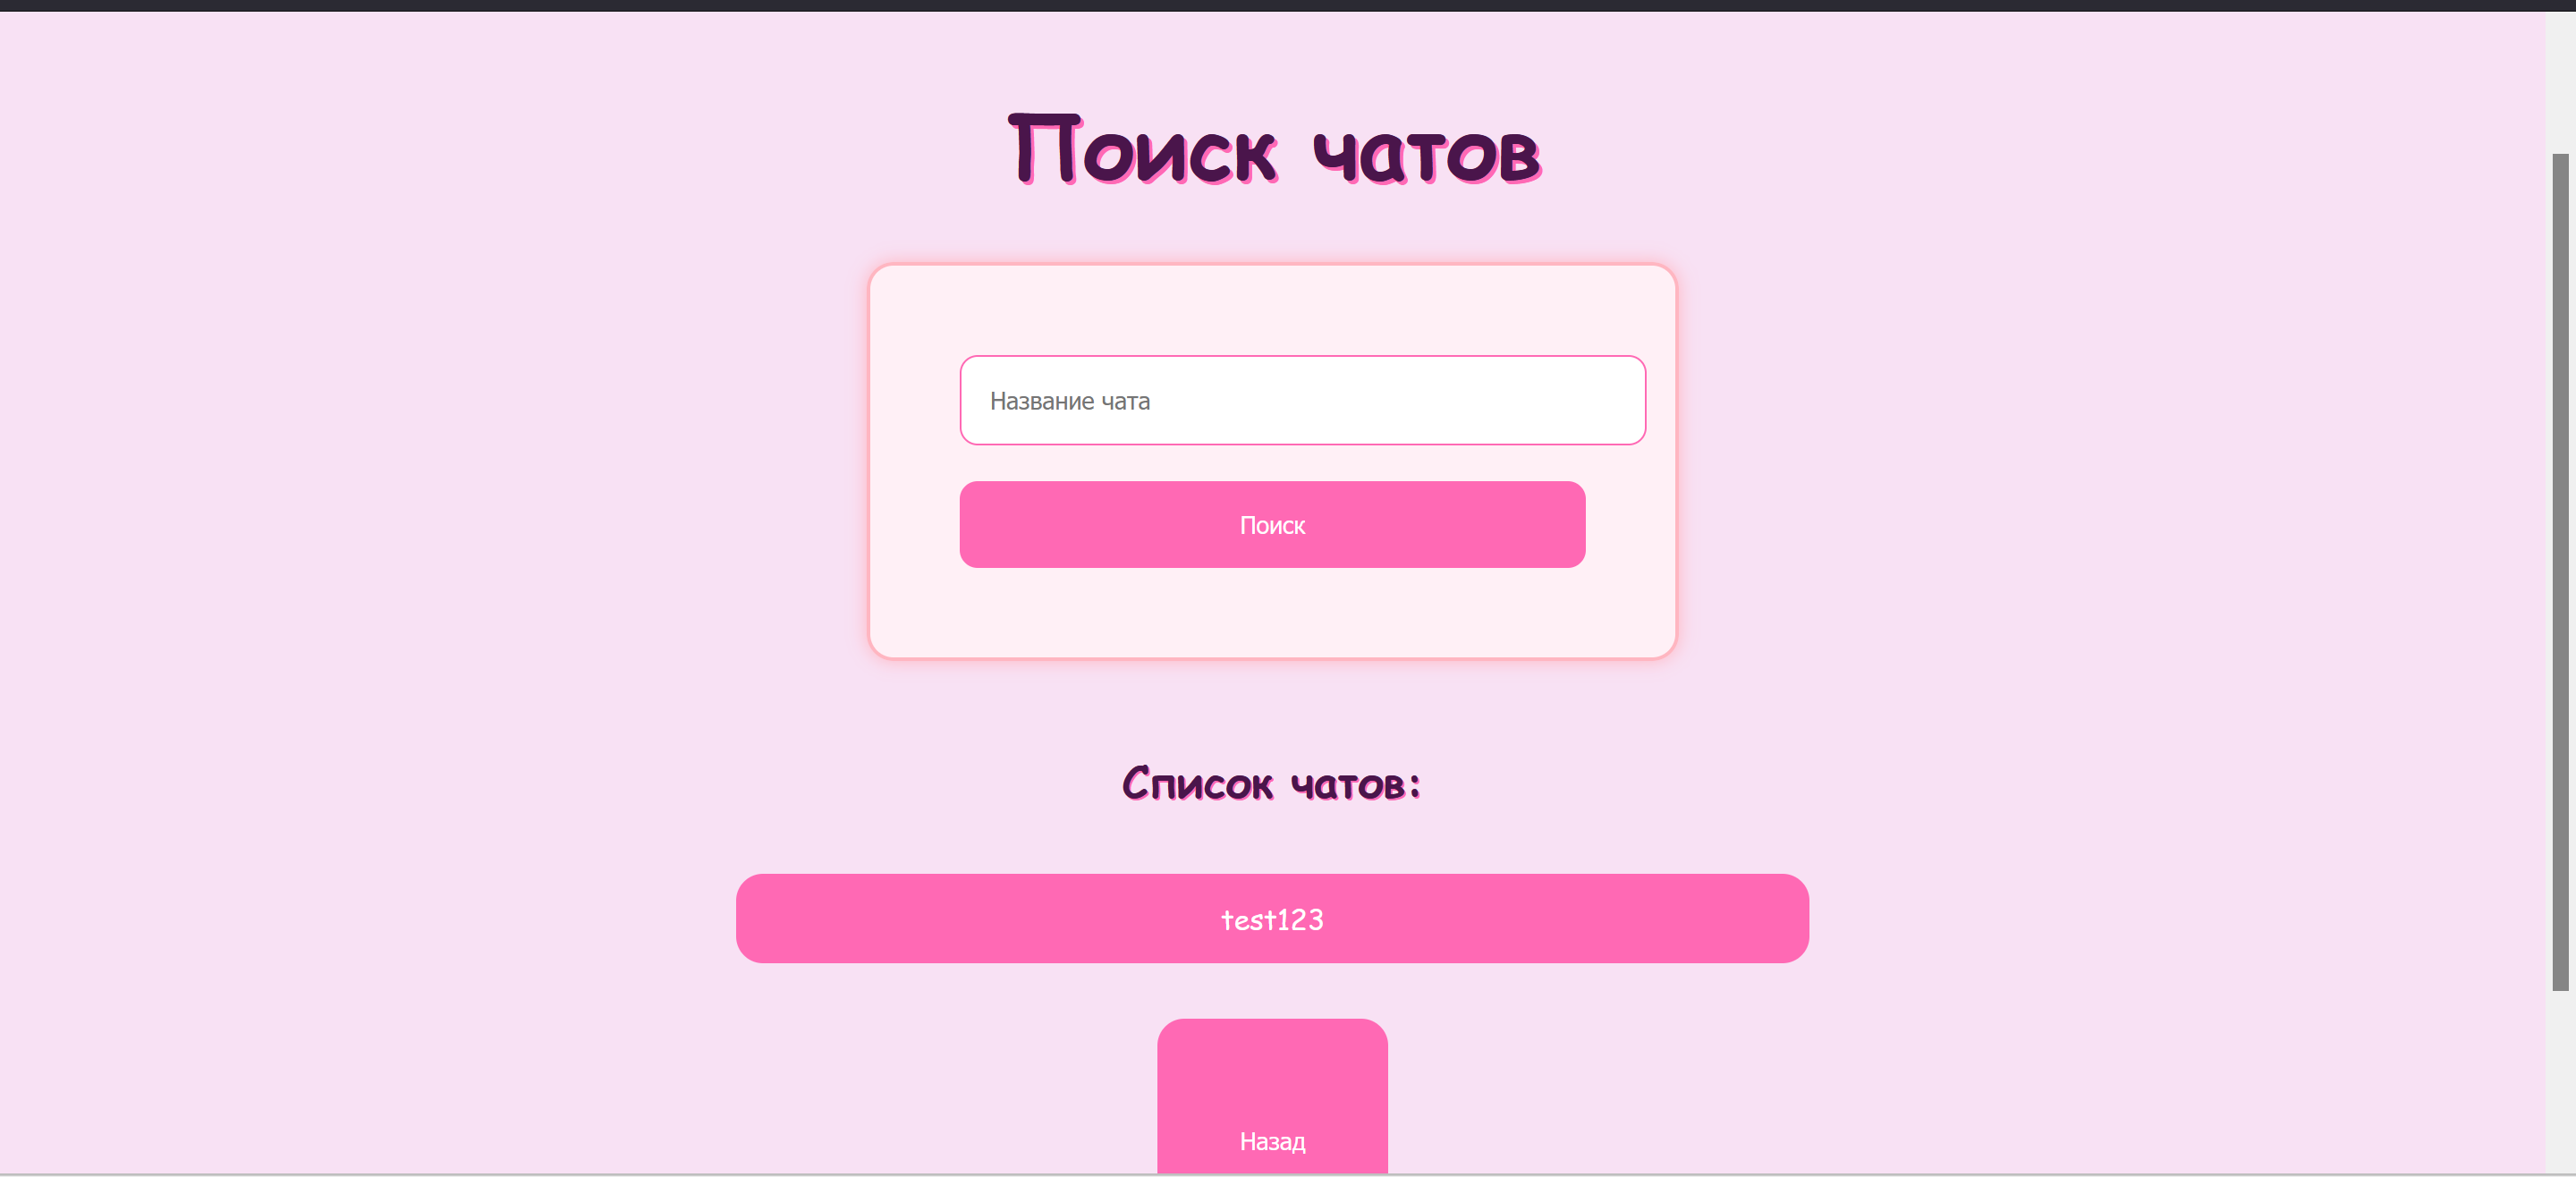 Поиск чатов
Название чата
Поиск
Список чатов:
test123
Назад